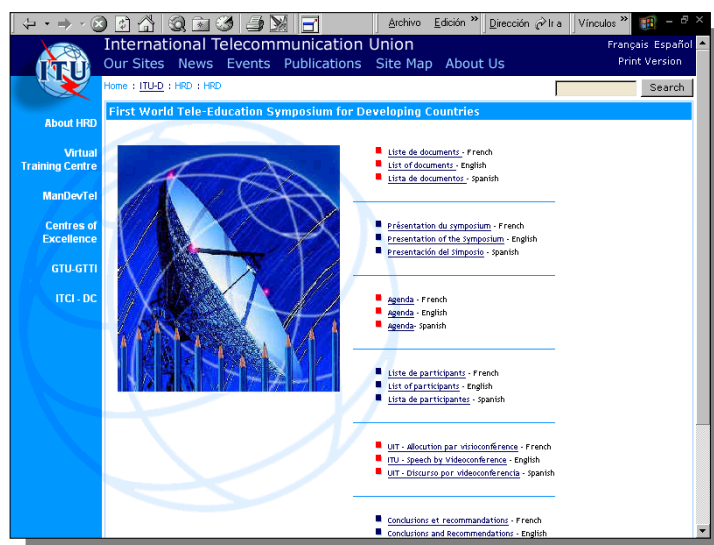 Archivo Edición » Dirección Ir a Vínculos »
International Telecommunication Union
Français Español
Our Sites News Events Publications Site Map About Us
Print Version
ITU
Home : ITU-D : HRD : HRD
Search
First World Tele-Education Symposium for Developing Countries
About HRD
Virtual
Training Centre
ManDevTel
Centres of
Excellence
GTU-GTTI
ITCI - DC
Liste de documents - French
List of documents - English
Lista de documentos - Spanish
Présentation du symposium - French
Presentation of the Symposium - English
Presentación del Simposio - Spanish
Agenda - French
Agenda - English
Agenda- Spanish
Liste de participants - French
List of participants - English
Lista de participantes - Spanish
UIT - Allocution par visioconférence - French
ITU - Speech by Videoconference - English
UIT - Discurso por videoconferencia - Spanish
Conclusions et recommandations - French
Conclusions and Recommendations - English